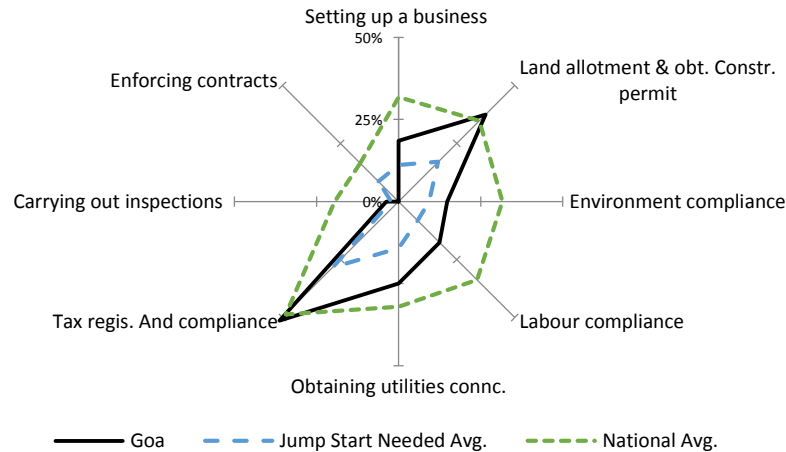 Setting up a business
50%
Land allotment & obt. Constr.
permit
Enforcing contracts
25%
Carrying out inspections
0%
Environment compliance
Tax regis. And compliance
Labour compliance
Obtaining utilities connc.
Goa
Jump Start Needed Avg.
National Avg.